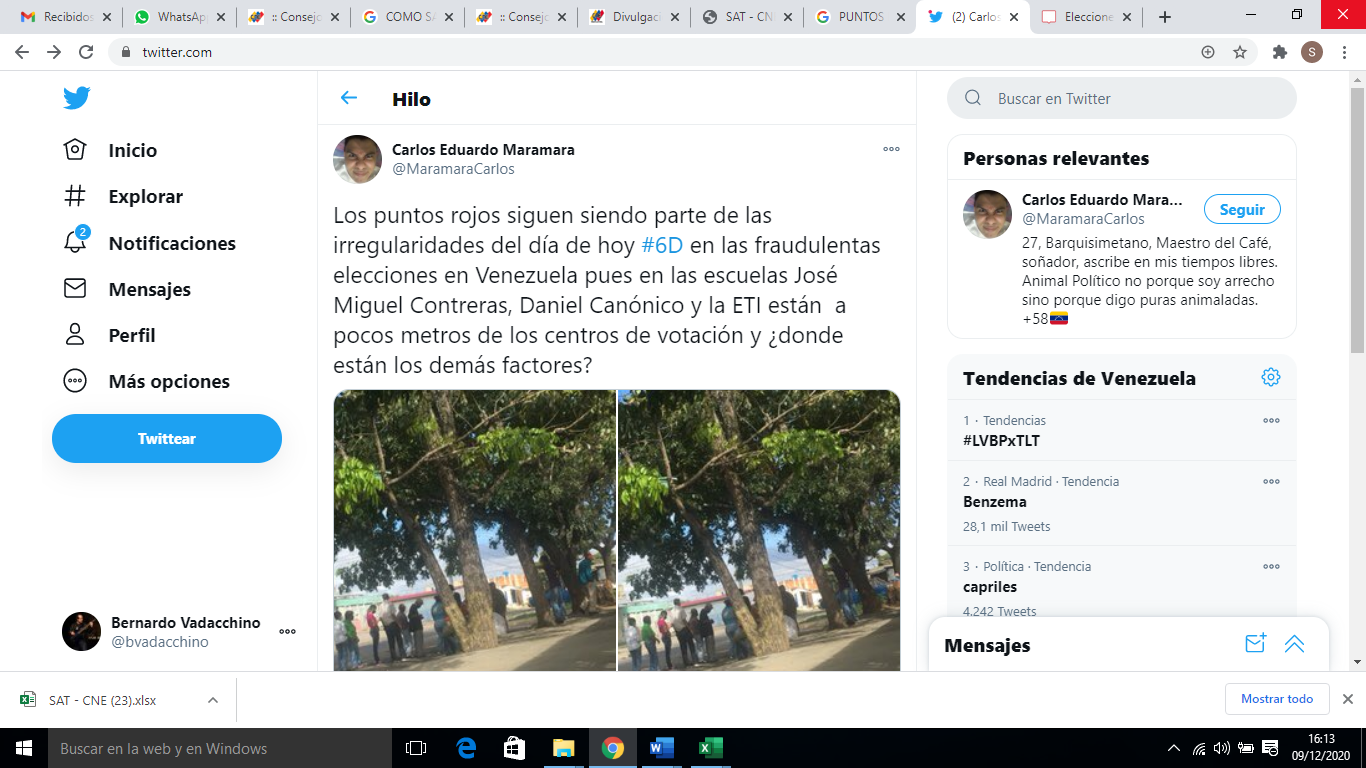 Recibidos
WhatsApp
:: Consejo
COMO SA
:: Consejo
Divulgaci
SAT - CNE
PUNTOS
(2) Carlos
Eleccione
twitter.com
S
Inicio
Explorar
2
Notificaciones
Mensajes
Perfil
Más opciones
Twittear
Bernardo Vadacchino
@bvadacchino
Hilo
Carlos Eduardo Maramara
@MaramaraCarlos
Los puntos rojos siguen siendo parte de las
irregularidades del día de hoy #6D en las fraudulentas
elecciones en Venezuela pues en las escuelas José
Miguel Contreras, Daniel Canónico y la ETI están  a
pocos metros de los centros de votación y ¿donde
están los demás factores?
Buscar en Twitter
Personas relevantes
Carlos Eduardo Mara...
@MaramaraCarlos
Seguir
27, Barquisimetano, Maestro del Café,
soñador, ascribe en mis tiempos libres.
Animal Político no porque soy arrecho
sino porque digo puras animaladas.
+58
Tendencias de Venezuela
1 · Tendencias
#LVBPxTLT
2 · Real Madrid · Tendencia
Benzema
28,1 mil Tweets
3 · Política · Tendencia
capriles
4.242 Tweets
Mensajes
SAT - CNE (23).xlsx
Mostrar todo
Buscar en la web y en Windows
16:13
09/12/2020